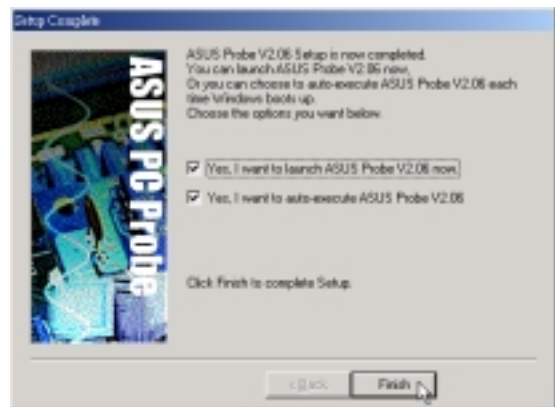 Setup Complete
ASUS PC Probe
ASUS Probe V2.06 Setup is now completed.
You can launch ASUS Probe V2.06 now,
Or you can choose to auto-execute ASUS Probe V2.06 each
time Windows boots up.
Choose the options you want below.
Yes, I want to launch ASUS Probe V2.06 now.
Yes, I want to auto-execute ASUS Probe V2.06
Click Finish to complete Setup.
< Back
Finish